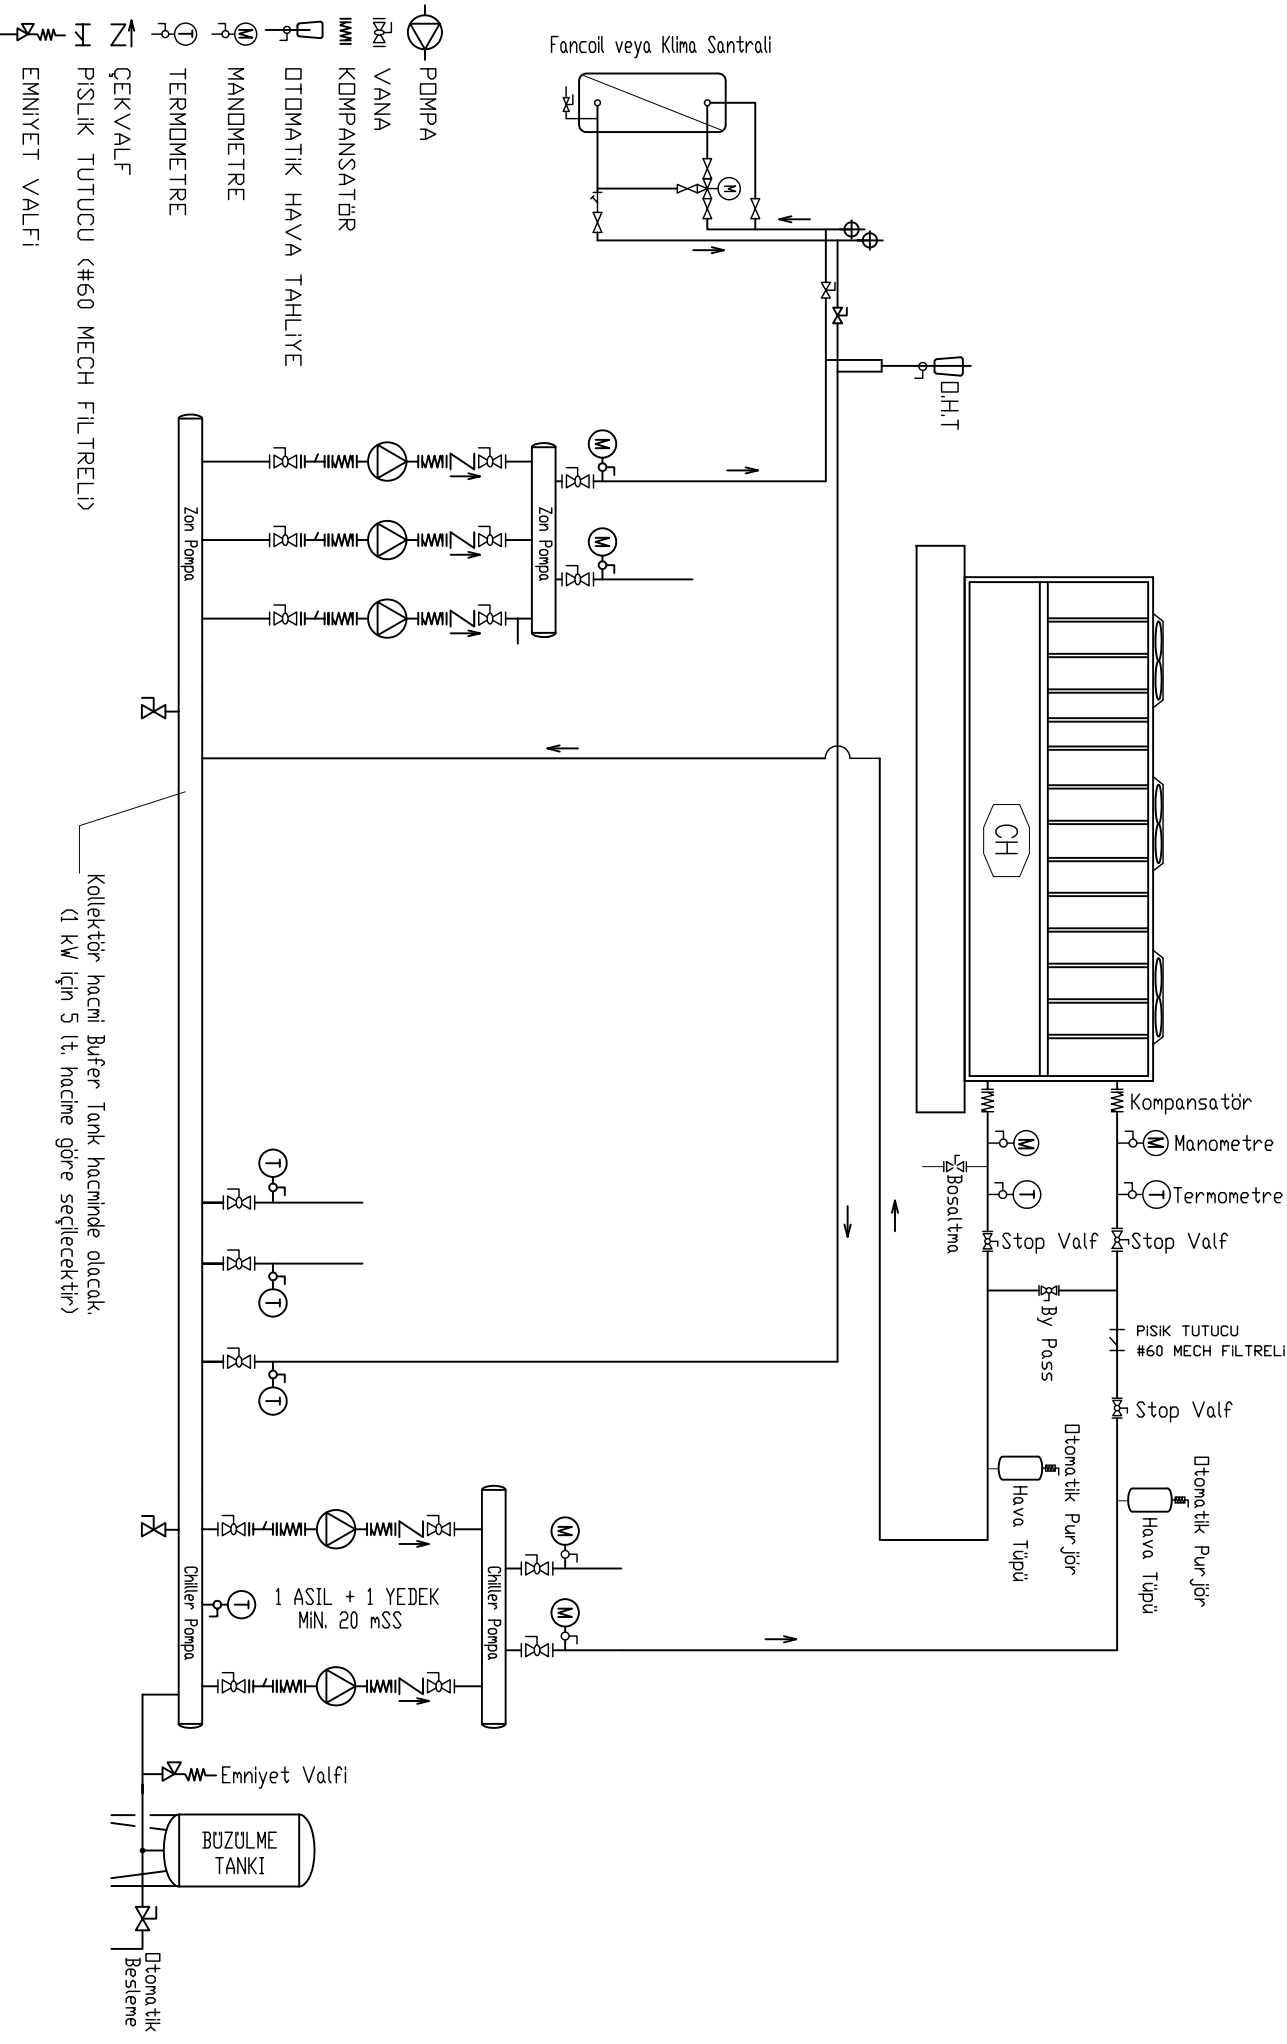 Fancoil veya Klima Santrali
M
POMPA
VANA
KOMPANSATÖR
OTOMATİK HAVA TAHLİYE
M
MANOMETRE
T
TERMOMETRE
ÇEKVALF
PİSLİK TUTUCU (#60 MECH FİLTRELİ)
EMNİYET VALFİ
O.H.T
M
M
Zon Pompa
Zon Pompa
CH
Kollektör hacmi Bufer Tank hacminde olacak.
(1 kW için 5 lt. hacime göre seçilecektir)
Kompansatör
M
Manometre
M
T
Termometre
T
Bosaltma
Stop Valf
Stop Valf
By Pass
PİSİK TUTUCU
#60 MECH FİLTRELİ
Stop Valf
Otomatik Purjör
Hava Tüpü
Otomatik Purjör
Hava Tüpü
T
T
T
M
M
Chiller Pompa
Chiller Pompa
T
1 ASIL + 1 YEDEK
MİN. 20 mSS
Emniyet Valfi
BÜZÜLME
TANKI
Otomatik
Besleme